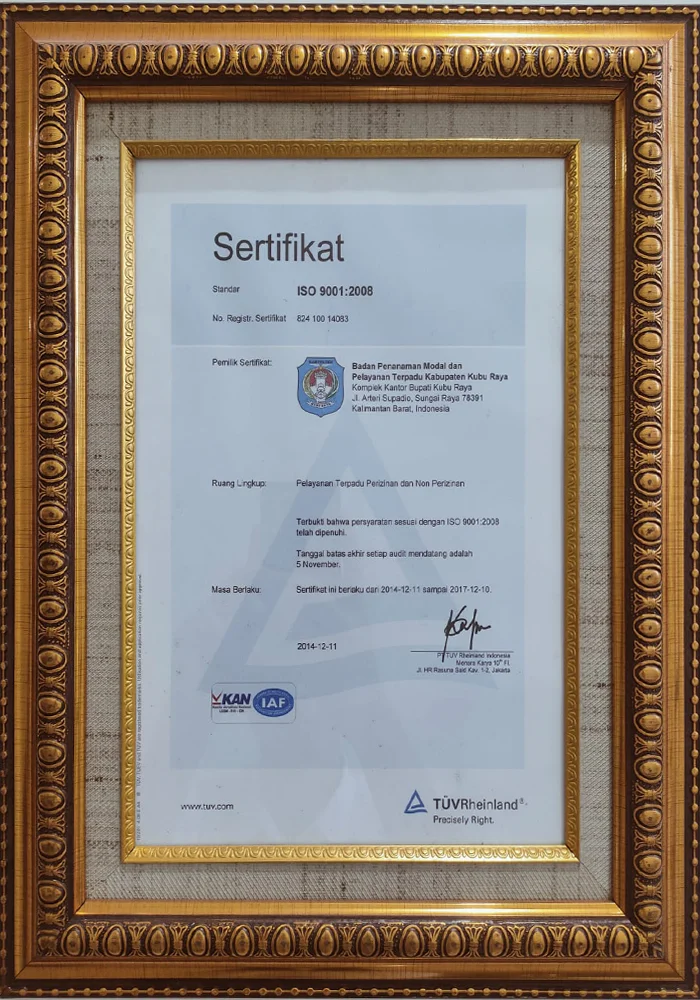 Sertifikat
Standar ISO 9001:2008
No. Registr. Sertifikat 824 100 14083
Pemilik Sertifikat:
Badan Penanaman Modal dan
Pelayanan Terpadu Kabupaten Kubu Raya
Komplek Kantor Bupati Kubu Raya
Jl. Arteri Supadio, Sungai Raya 78391
Kalimantan Barat, Indonesia
Ruang Lingkup: Pelayanan Terpadu Perizinan dan Non Perizinan
Terbukti bahwa persyaratan sesuai dengan ISO 9001:2008
telah dipenuhi.
Tanggal batas akhir setiap audit mendatang adalah
5 November.
Masa Berlaku: Sertifikat ini berlaku dari 2014-12-11 sampai 2017-12-10.
2014-12-11
PT TÜV Rheinland Indonesia
Menara Karya 10th Fl.
Jl. HR Rasuna Said Kav. 1-2, Jakarta
KAN
IAF
www.tuv.com
TÜVRheinland®
Precisely Right.